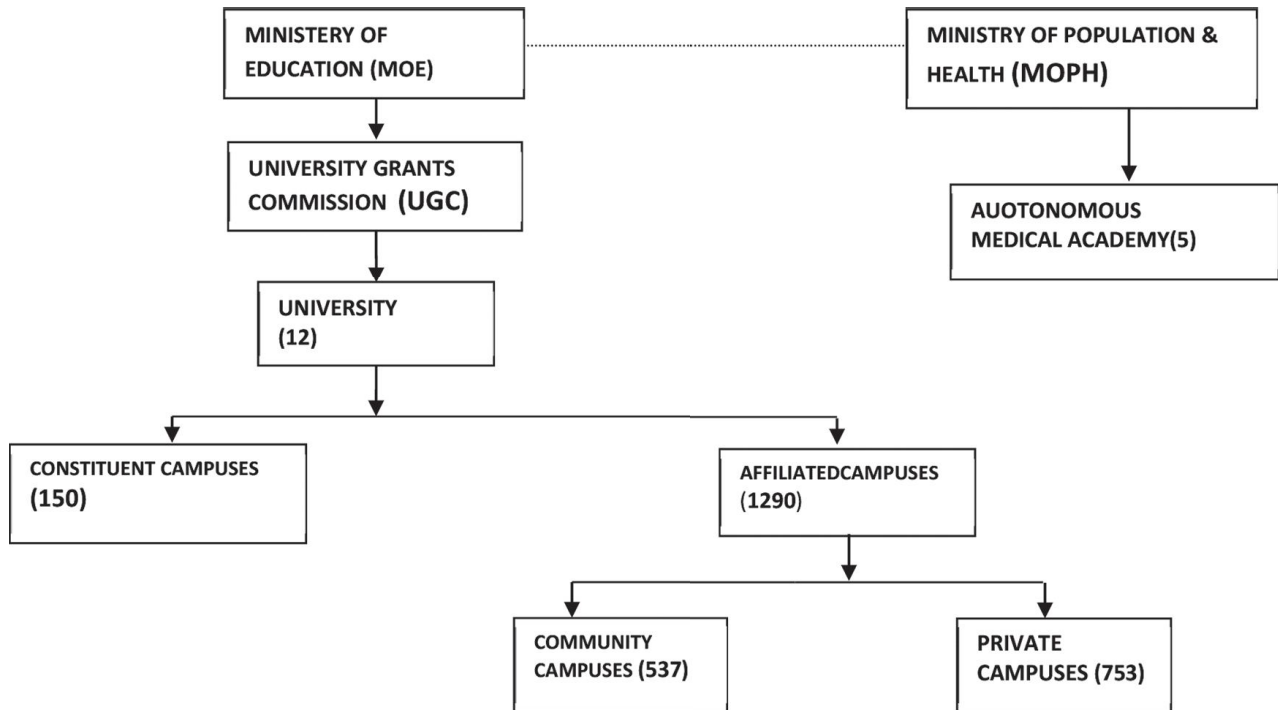 MINISTERY OF
EDUCATION (MOE)
MINISTRY OF POPULATION &
HEALTH (MOPH)
UNIVERSITY GRANTS
COMMISSION (UGC)
AUOTONOMOUS
MEDICAL ACADEMY(5)
UNIVERSITY
(12)
CONSTITUENT CAMPUSES
(150)
AFFILIATEDCAMPUSES
(1290)
COMMUNITY
CAMPUSES (537)
PRIVATE
CAMPUSES (753)